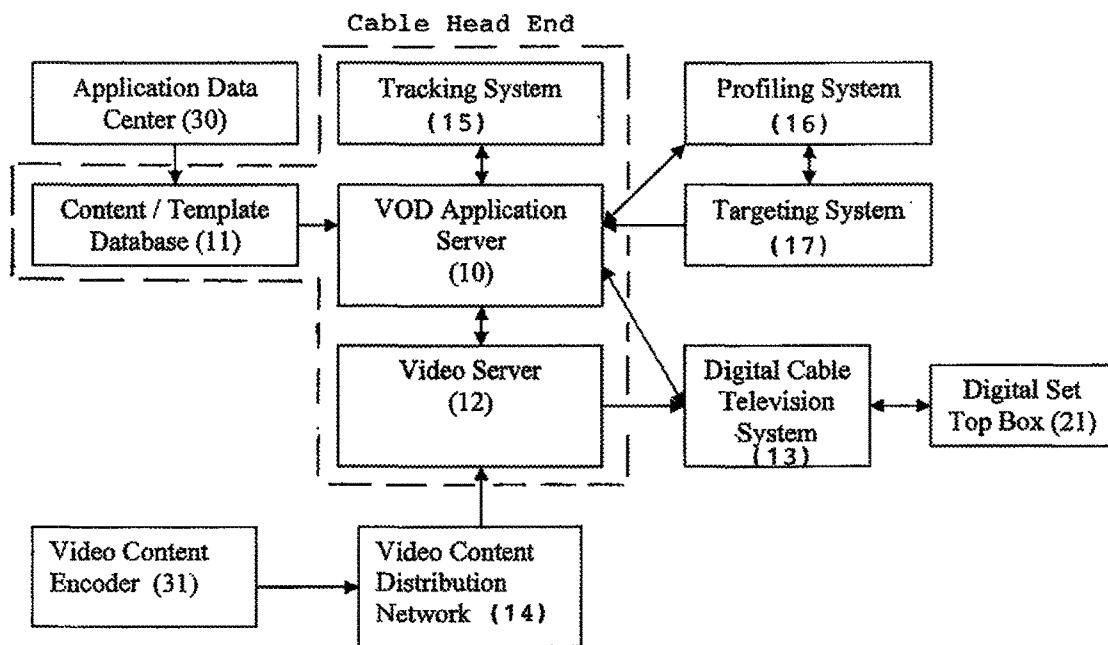 Cable Head End
Application Data
Center (30)
Tracking System
(15)
Profiling System
(16)
Content / Template
Database (11)
VOD Application
Server
(10)
Targeting System
(17)
Video Server
(12)
Digital Cable
Television
System
(13)
Digital Set
Top Box (21)
Video Content
Encoder (31)
Video Content
Distribution
Network (14)